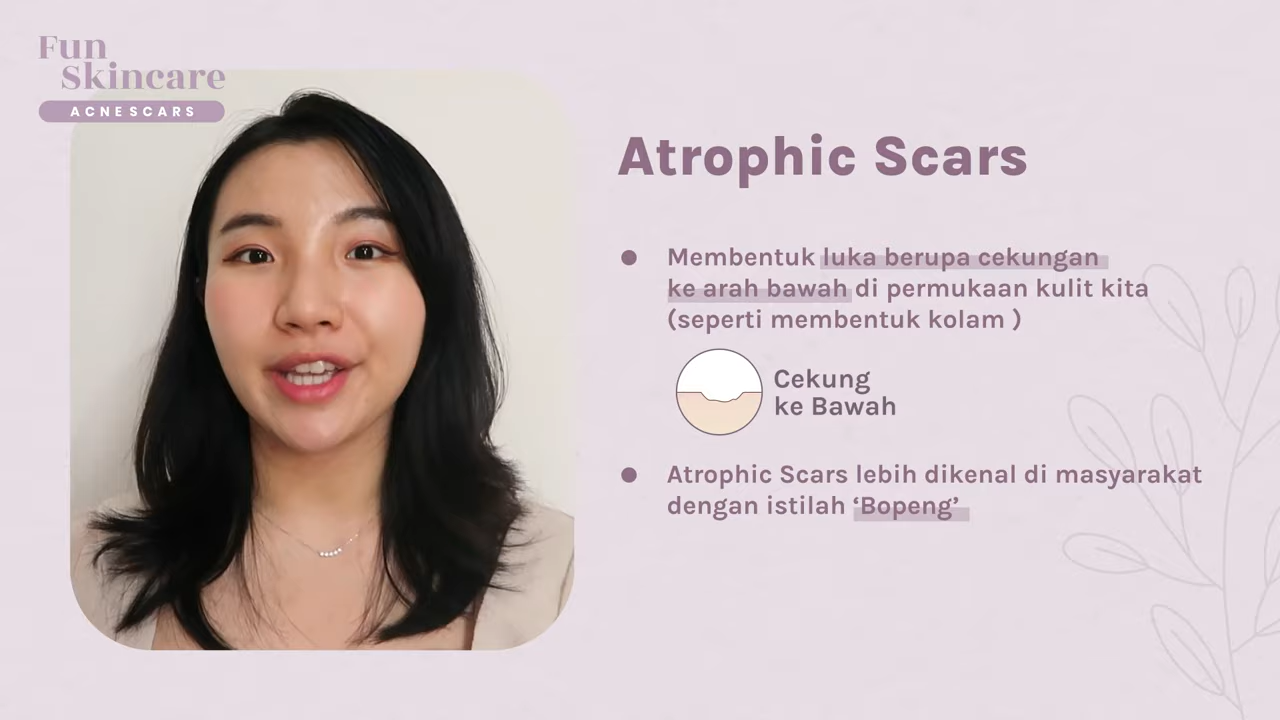 Fun
Skincare
ACNE SCARS
Atrophic Scars
Membentuk luka berupa cekungan
ke arah bawah di permukaan kulit kita
(seperti membentuk kolam )
Cekung
ke Bawah
Atrophic Scars lebih dikenal di masyarakat
dengan istilah ‘Bopeng’